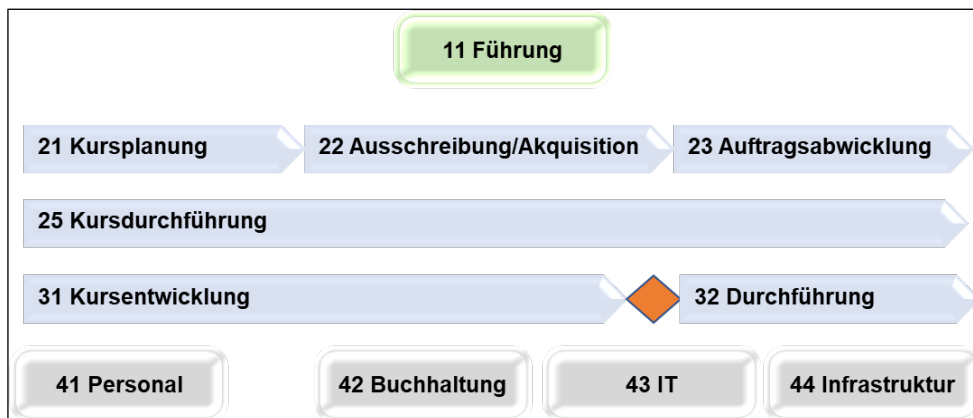 11 Führung
21 Kursplanung
22 Ausschreibung/Akquisition
23 Auftragsabwicklung
25 Kursdurchführung
31 Kursentwicklung
32 Durchführung
41 Personal
42 Buchhaltung
43 IT
44 Infrastruktur